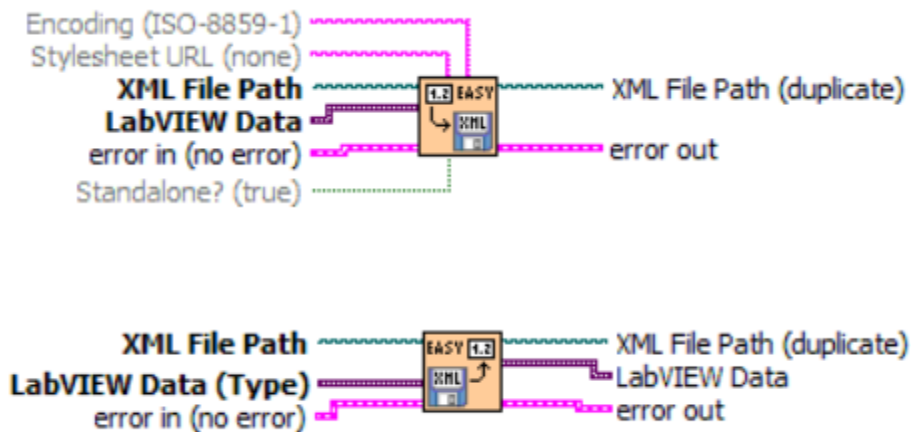 Encoding (ISO-8859-1)
Stylesheet URL (none)
XML File Path
LabVIEW Data
error in (no error)
Standalone? (true)
1.2 EASY
XML
XML File Path (duplicate)
error out
XML File Path
LabVIEW Data (Type)
error in (no error)
EASY 1.2
XML
XML File Path (duplicate)
LabVIEW Data
error out